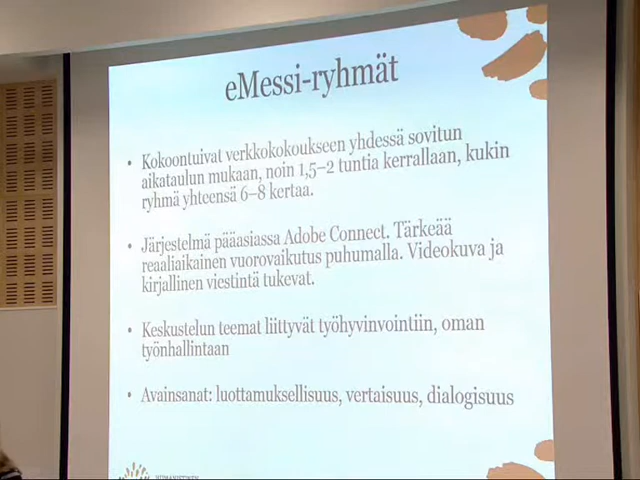 eMessi-ryhmät
• Kokoontuivat verkkokokoukseen yhdessä sovitun
aikataulun mukaan, noin 1,5–2 tuntia kerrallaan, kukin
ryhmä yhteensä 6–8 kertaa.
• Järjestelmä pääasiassa Adobe Connect. Tärkeää
reaaliaikainen vuorovaikutus puhumalla. Videokuva ja
kirjallinen viestintä tukevat.
• Keskustelun teemat liittyvät työhyvinvointiin, oman
työnhallintaan
• Avainsanat: luottamuksellisuus, vertaisuus, dialogisuus